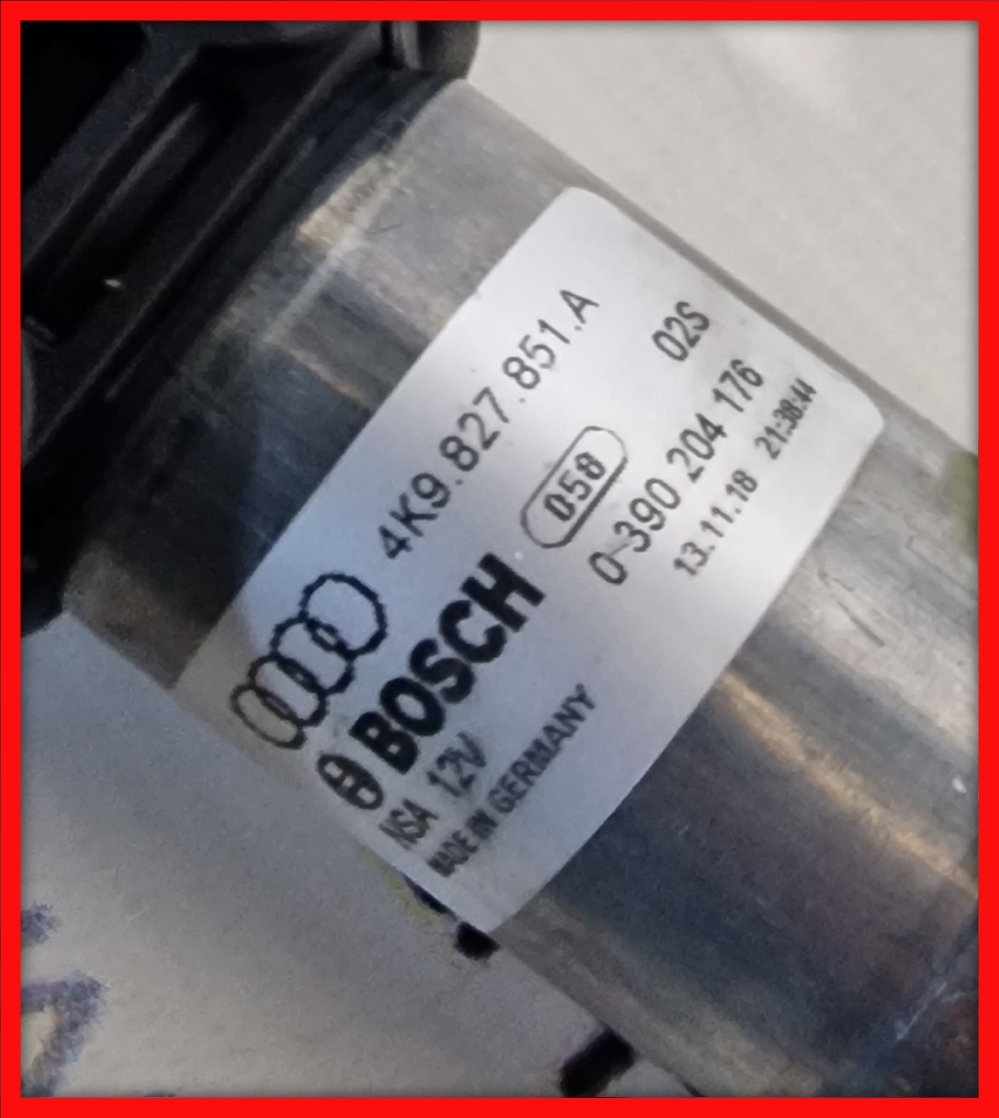 4K9.827.851.A
058 02S
BOSCH 0 390 204 176
NSA 12V 13.11.18 21:38:44
MADE IN GERMANY